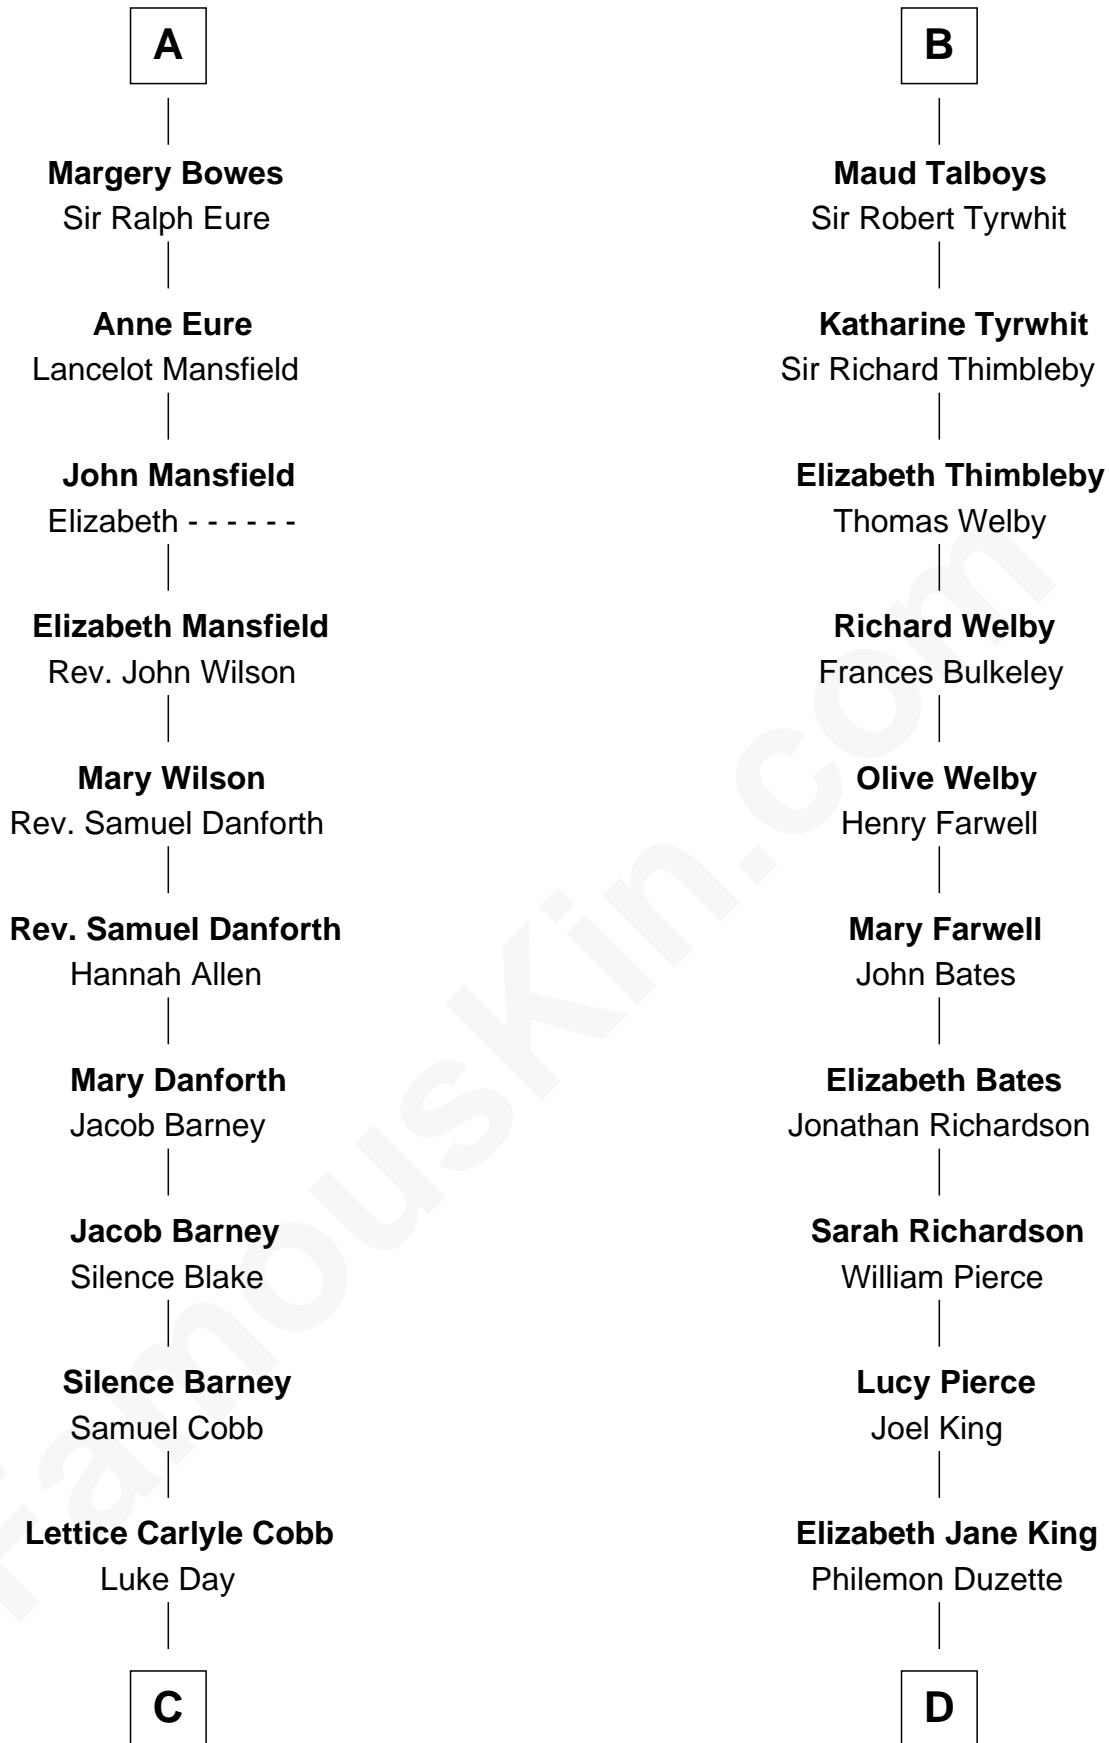 A
Margery Bowes
Sir Ralph Eure
Anne Eure
Lancelot Mansfield
John Mansfield
Elizabeth - - - - - -
Elizabeth Mansfield
Rev. John Wilson
Mary Wilson
Rev. Samuel Danforth
Rev. Samuel Danforth
Hannah Allen
Mary Danforth
Jacob Barney
Jacob Barney
Silence Blake
Silence Barney
Samuel Cobb
Lettice Carlyle Cobb
Luke Day
C
B
Maud Talboys
Sir Robert Tyrwhit
Katharine Tyrwhit
Sir Richard Thimbleby
Elizabeth Thimbleby
Thomas Welby
Richard Welby
Frances Bulkeley
Olive Welby
Henry Farwell
Mary Farwell
John Bates
Elizabeth Bates
Jonathan Richardson
Sarah Richardson
William Pierce
Lucy Pierce
Joel King
Elizabeth Jane King
Philemon Duzette
D
FamousKin.com